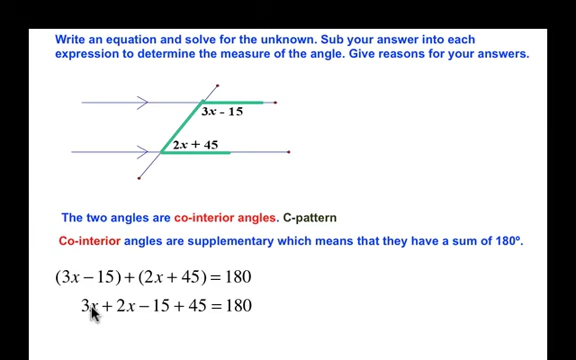 Write an equation and solve for the unknown. Sub your answer into each
expression to determine the measure of the angle. Give reasons for your answers.
3x - 15
2x + 45
The two angles are co-interior angles. C-pattern
Co-interior angles are supplementary which means that they have a sum of 180º.
(3x − 15) + (2x + 45) = 180
3x + 2x − 15 + 45 = 180